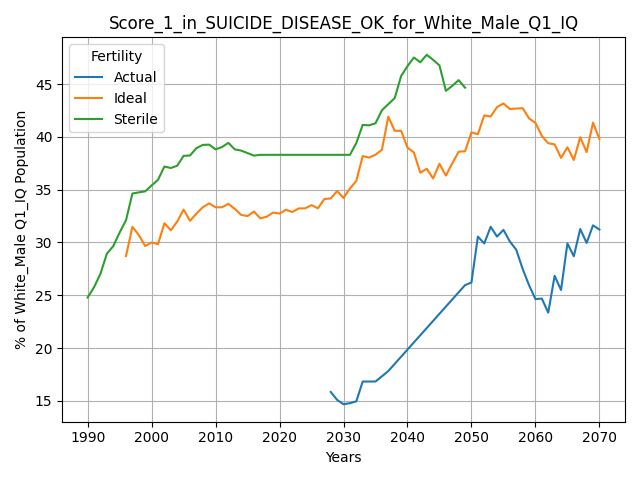 Score_1_in_SUICIDE_DISEASE_OK_for_White_Male_Q1_IQ
Fertility
Actual
Ideal
Sterile
% of White_Male Q1_IQ Population
45
40
35
30
25
20
15
1990
2000
2010
2020
2030
2040
2050
2060
2070
Years